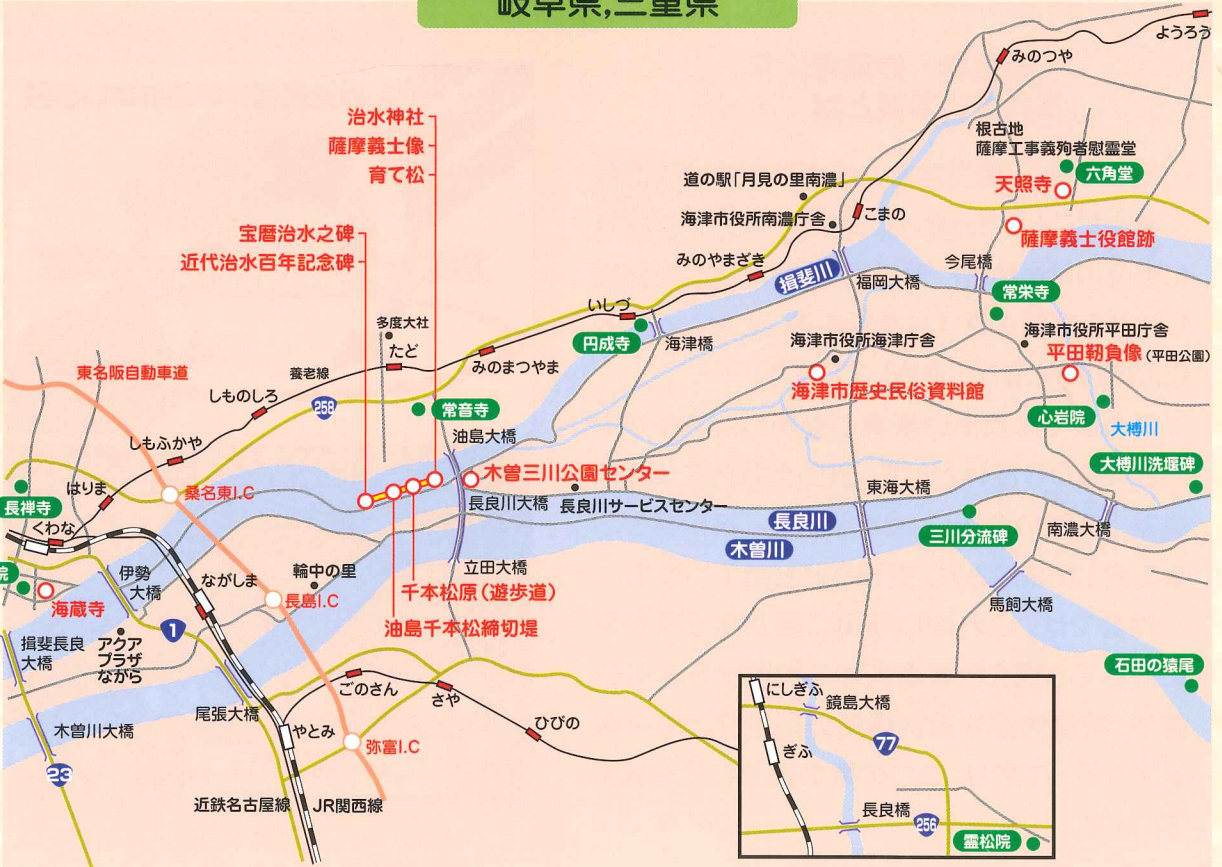 岐阜県,三重県
ようろう
みのつや
治水神社
薩摩義士像
育て松
根古地
薩摩工事義殉者慰霊堂
六角堂
天照寺
道の駅「月見の里南濃」
海津市役所南濃庁舎
こまの
薩摩義士役館跡
宝暦治水之碑
近代治水百年記念碑
みのやまざき
揖斐川
福岡大橋
今尾橋
常栄寺
いしづ
多度大社
円成寺
海津橋
海津市役所海津庁舎
海津市役所平田庁舎
平田靭負像(平田公園)
たど
みのまつやま
養老線
東名阪自動車道
海津市歴史民俗資料館
しものしろ
258
常音寺
心岩院
大榑川
油島大橋
しもふかや
木曽三川公園センター
大榑川洗堰碑
はりま
桑名東I.C
長良川大橋
長良川サービスセンター
東海大橋
長禅寺
長良川
南濃大橋
くわな
木曽川
三川分流碑
伊勢
大橋
ながしま
輪中の里
立田大橋
院
長島I.C
千本松原(遊歩道)
馬飼大橋
海蔵寺
油島千本松締切堤
1
揖斐長良
大橋
アクア
プラザ
ながら
石田の猿尾
ごのさん
さや
にしぎふ
鏡島大橋
尾張大橋
ひびの
木曽川大橋
やとみ
弥富I.C
77
ぎふ
23
近鉄名古屋線
JR関西線
長良橋
256
霊松院